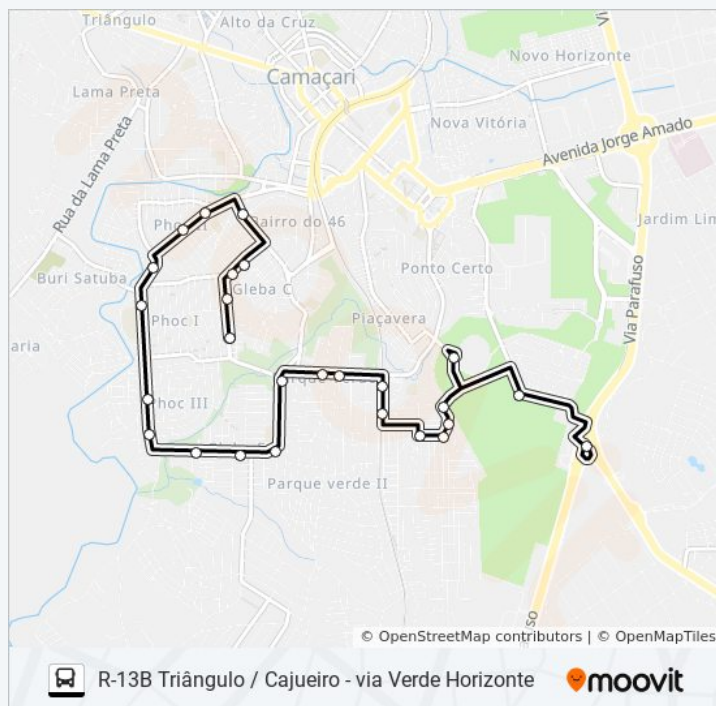 Triângulo
Alto da Cruz
Novo Horizonte
Camaçari
Lama Preta
Nova Vitória
Avenida Jorge Amado
Rua da Lama Preta
Phoc II
Bairro do 46
Jardim Lim
Buri Satuba
Gleba C
Ponto Certo
Via Parafuso
Phoc I
Piaçavera
aria
Phoc III
Parque verde II
© OpenStreetMap contributors | © OpenMapTiles
R-13B Triângulo / Cajueiro - via Verde Horizonte
moovit